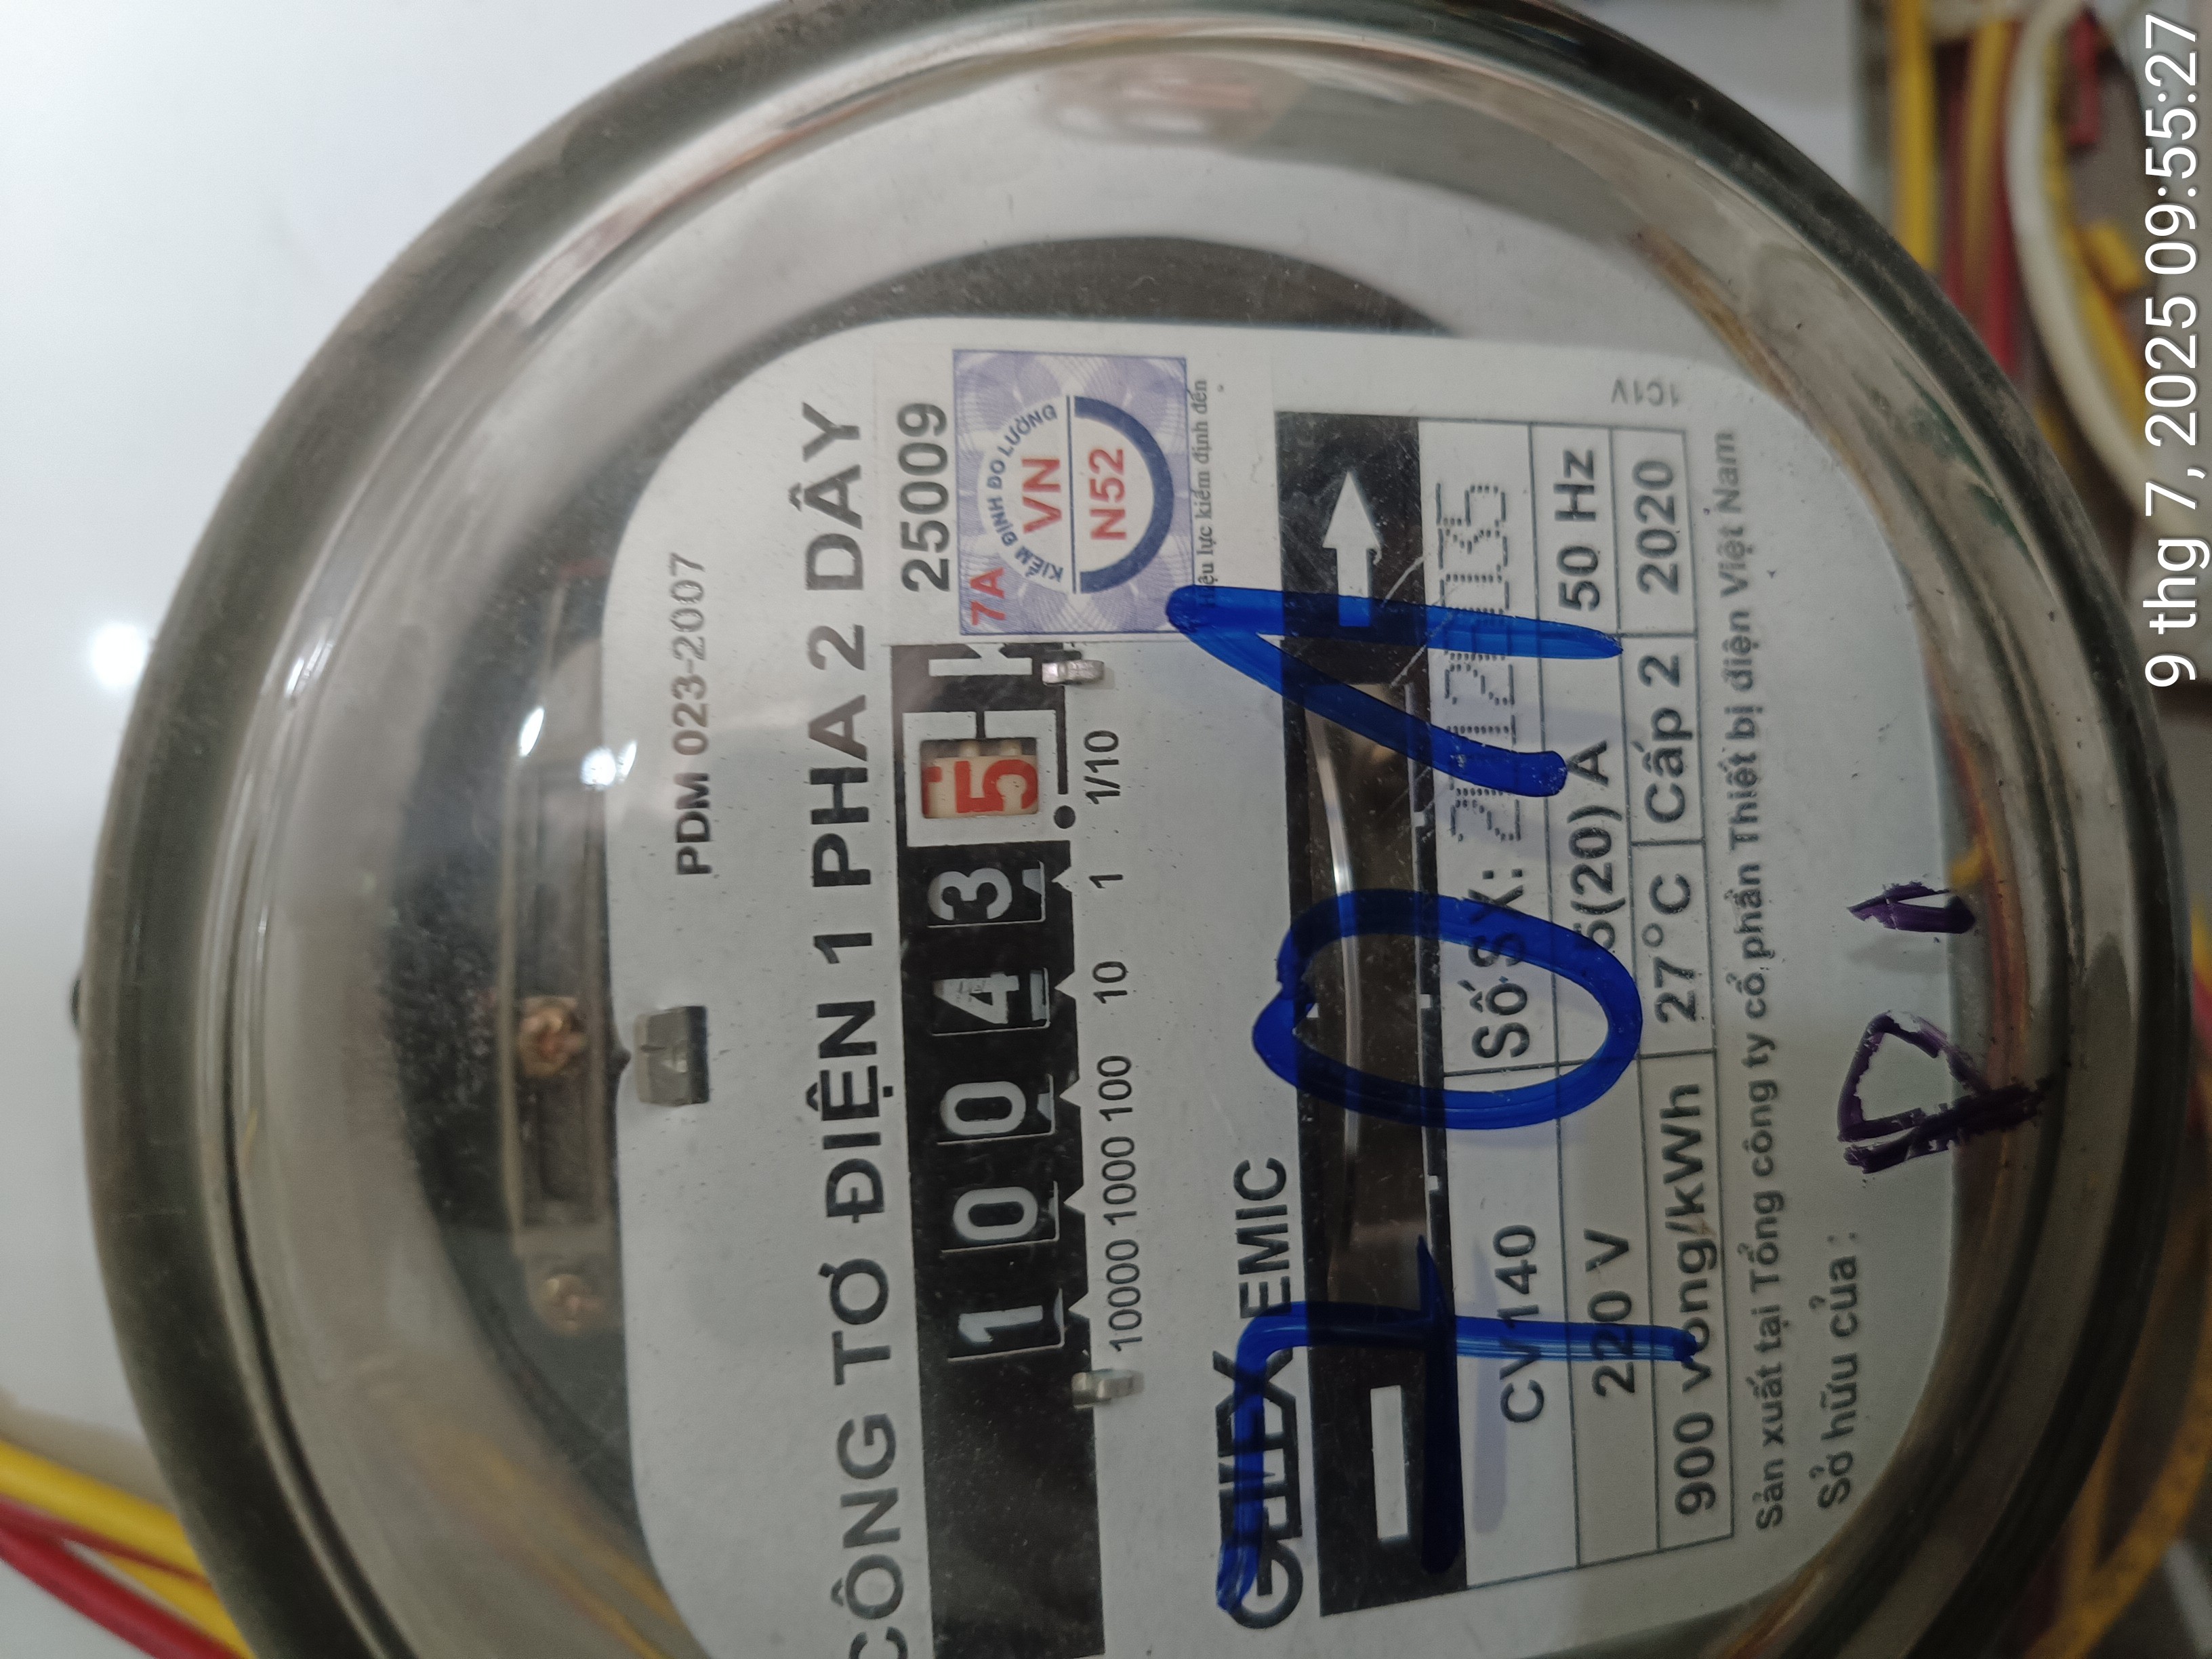 PDM 023-2007
CÔNG TƠ ĐIỆN 1 PHA 2 DÂY
25009
7A
KIỂM ĐỊNH ĐO LƯỜNG
VN
N52
Hiệu lực kiểm định đến
1 0 0 4 3 5
10000 1000 100 10 1 1/10
EMIC
701
CV140
Số SX:
220 V
5(20) A
50 Hz
900 vòng/kWh
27°C
Cấp 2
2020
Sản xuất tại Tổng công ty cổ phần Thiết bị điện Việt Nam
Sở hữu của :
P1
1C1V
9 thg 7, 2025 09:55:27